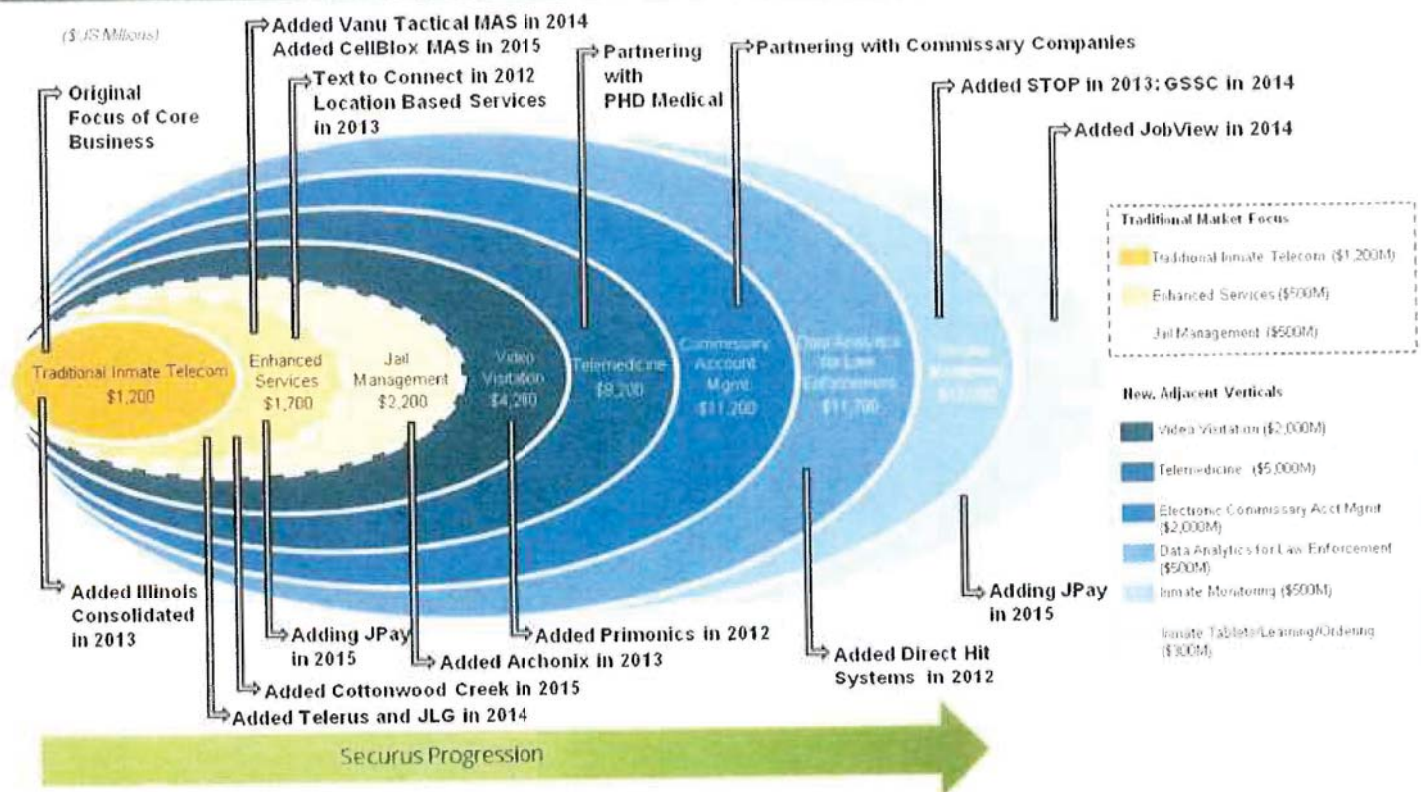 ($US Millions)
Original
Focus of Core
Business
Added Vanu Tactical MAS in 2014
Added CellBlox MAS in 2015
Text to Connect in 2012
Location Based Services
in 2013
Partnering
with
PHD Medical
Partnering with Commissary Companies
Added STOP in 2013; GSSC in 2014
Added JobView in 2014
Traditional Inmate Telecom
$1,200
Enhanced
Services
$1,700
Jail
Management
$2,200
Video
Visitation
$4,200
Telemedicine
$9,200
Commissary
Account
Mgmt
$11,200
Data Analytics
for Law
Enforcement
$11,700
Traditional Market Focus
Traditional Inmate Telecom ($1,200M)
Enhanced Services ($500M)
Jail Management ($500M)
New, Adjacent Verticals
Video Visitation ($2,000M)
Telemedicine ($5,000M)
Electronic Commissary Acct Mgmt
($2,000M)
Data Analytics for Law Enforcement
($500M)
Inmate Monitoring ($500M)
Inmate Tablets/Learning/Ordering
($300M)
Added Illinois
Consolidated
in 2013
Adding JPay
in 2015
Added Cottonwood Creek in 2015
Added Telerus and JLG in 2014
Added Archonix in 2013
Added Primonics in 2012
Added Direct Hit
Systems in 2012
Adding JPay
in 2015
Securus Progression